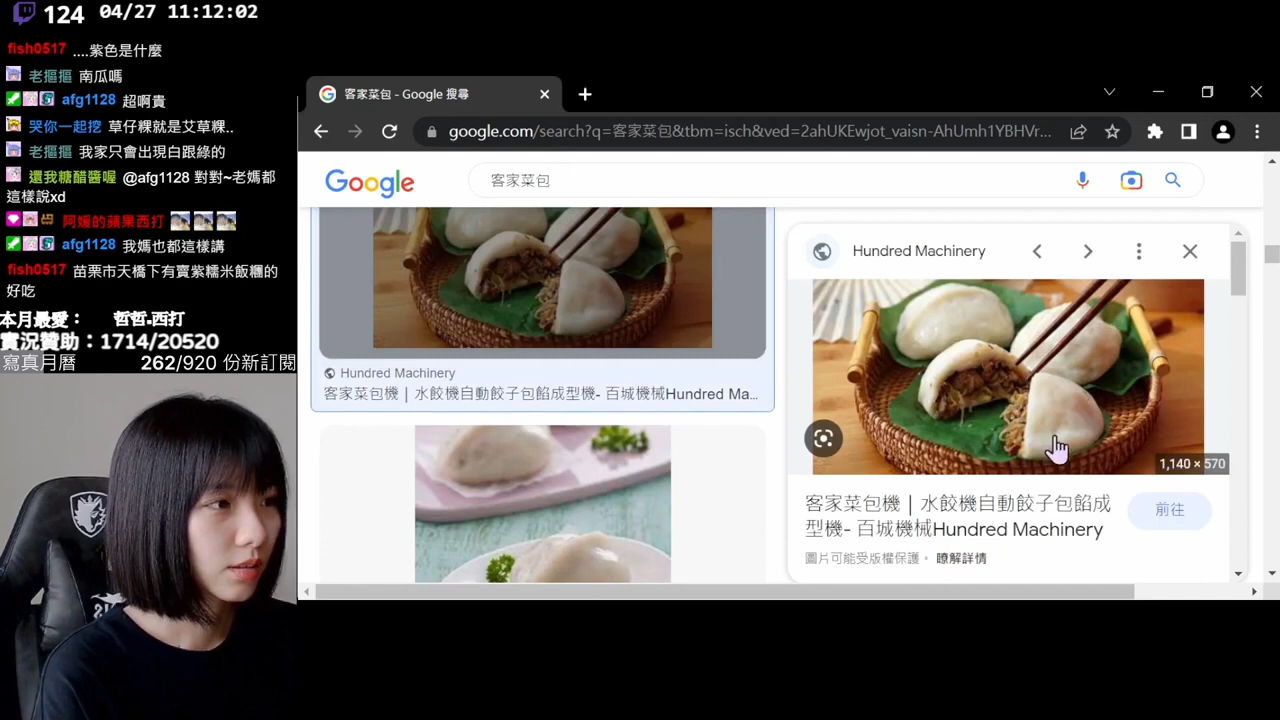 124 04/27 11:12:02
fish0517 ....紫色是什麼
老摳摳 南瓜嗎
afg1128 超啊貴
哭你一起挖 草仔粿就是艾草粿..
老摳摳 我家只會出現白跟綠的
還我糖醋醬喔 @afg1128 對對~老媽都
這樣說xd
阿嬡的蘋果西打
afg1128 我媽也都這樣講
fish0517 苗栗市天橋下有賣紫糯米飯糰的
好吃
本月最愛： 哲哲.西打
實況贊助：1714/20520
寫真月曆 262/920 份新訂閱
客家菜包 - Google 搜尋
google.com/search?q=客家菜包&tbm=isch&ved=2ahUKEwjot_vaisn-AhUmh1YBHVr...
Google
客家菜包
Hundred Machinery
客家菜包機｜水餃機自動餃子包餡成型機- 百城機械Hundred Ma...
Hundred Machinery
1,140 × 570
客家菜包機｜水餃機自動餃子包餡成
型機- 百城機械Hundred Machinery
前往
圖片可能受版權保護。 瞭解詳情